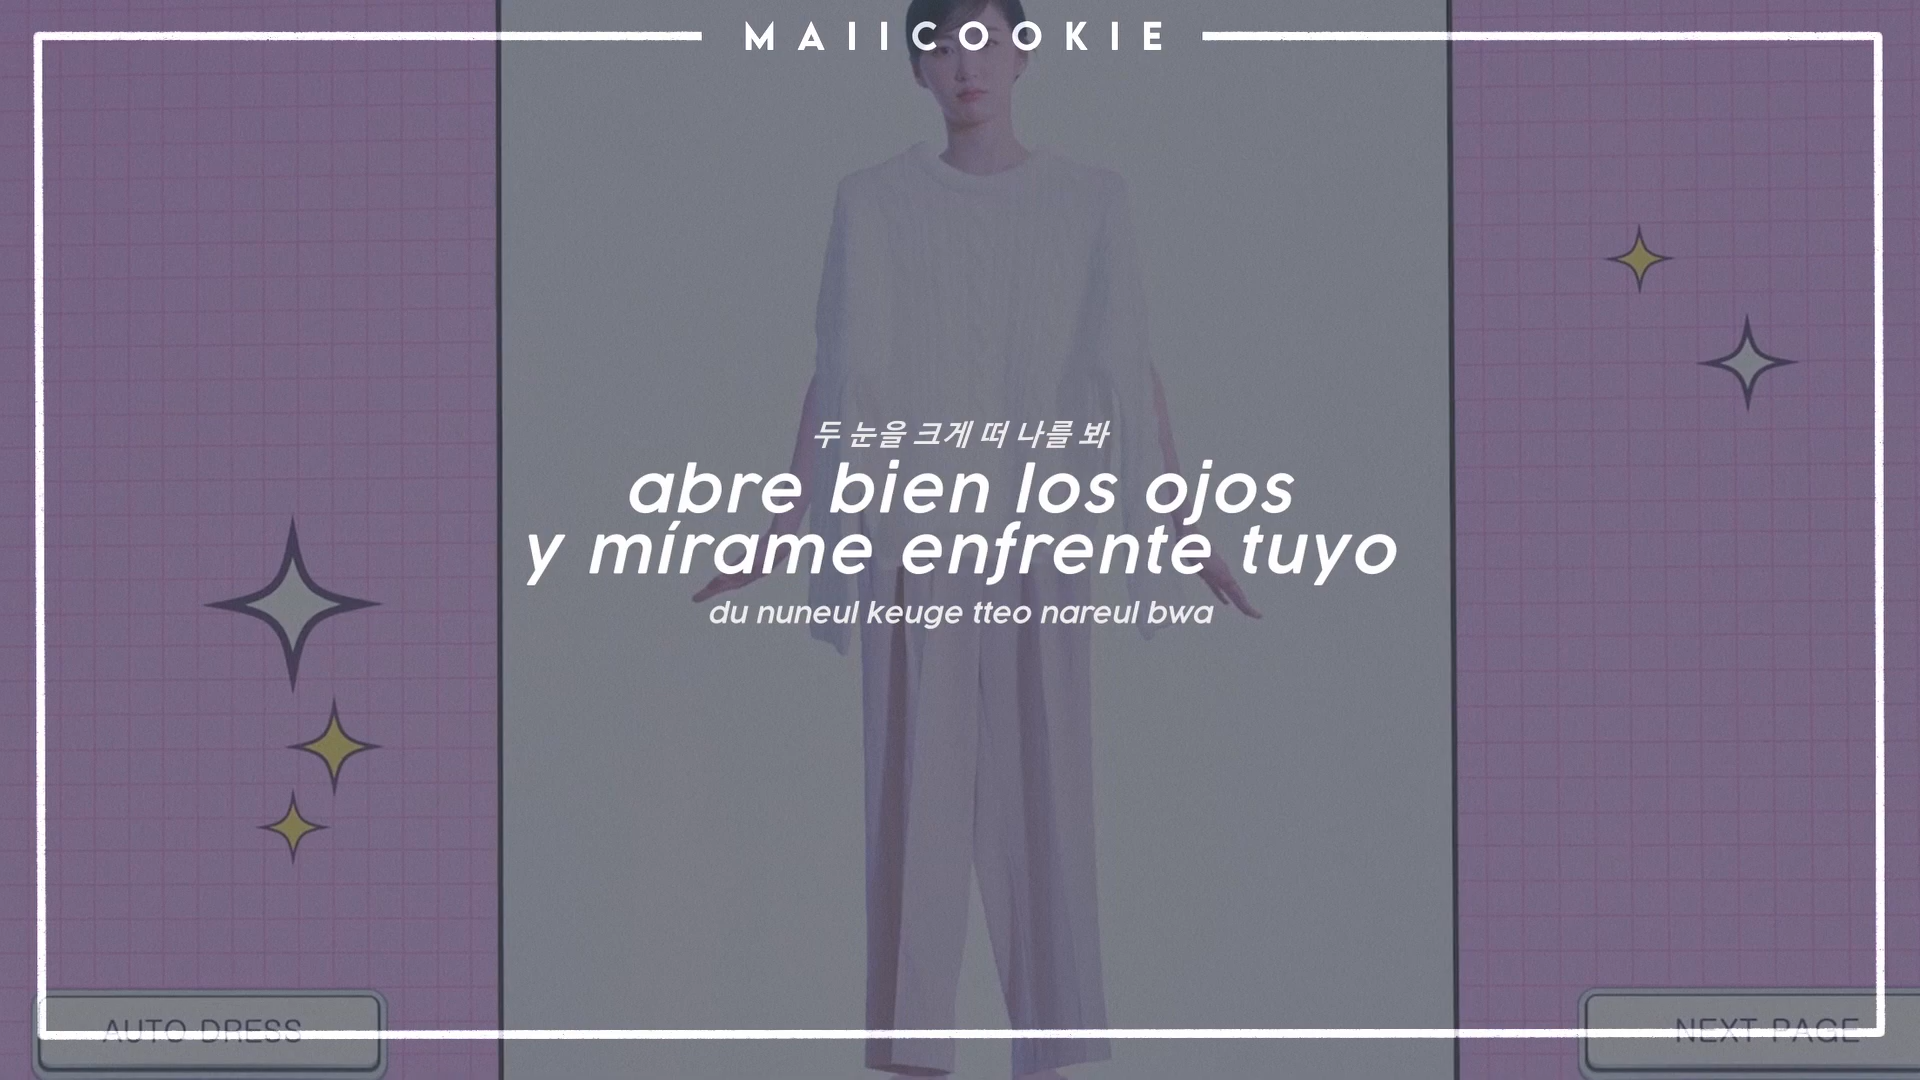 MAIICOOKIE
두 눈을 크게 떠 나를 봐
abre bien los ojos
y mírame enfrente tuyo
du nuneul keuge tteo nareul bwa
AUTO DRESS
NEXT PAGE